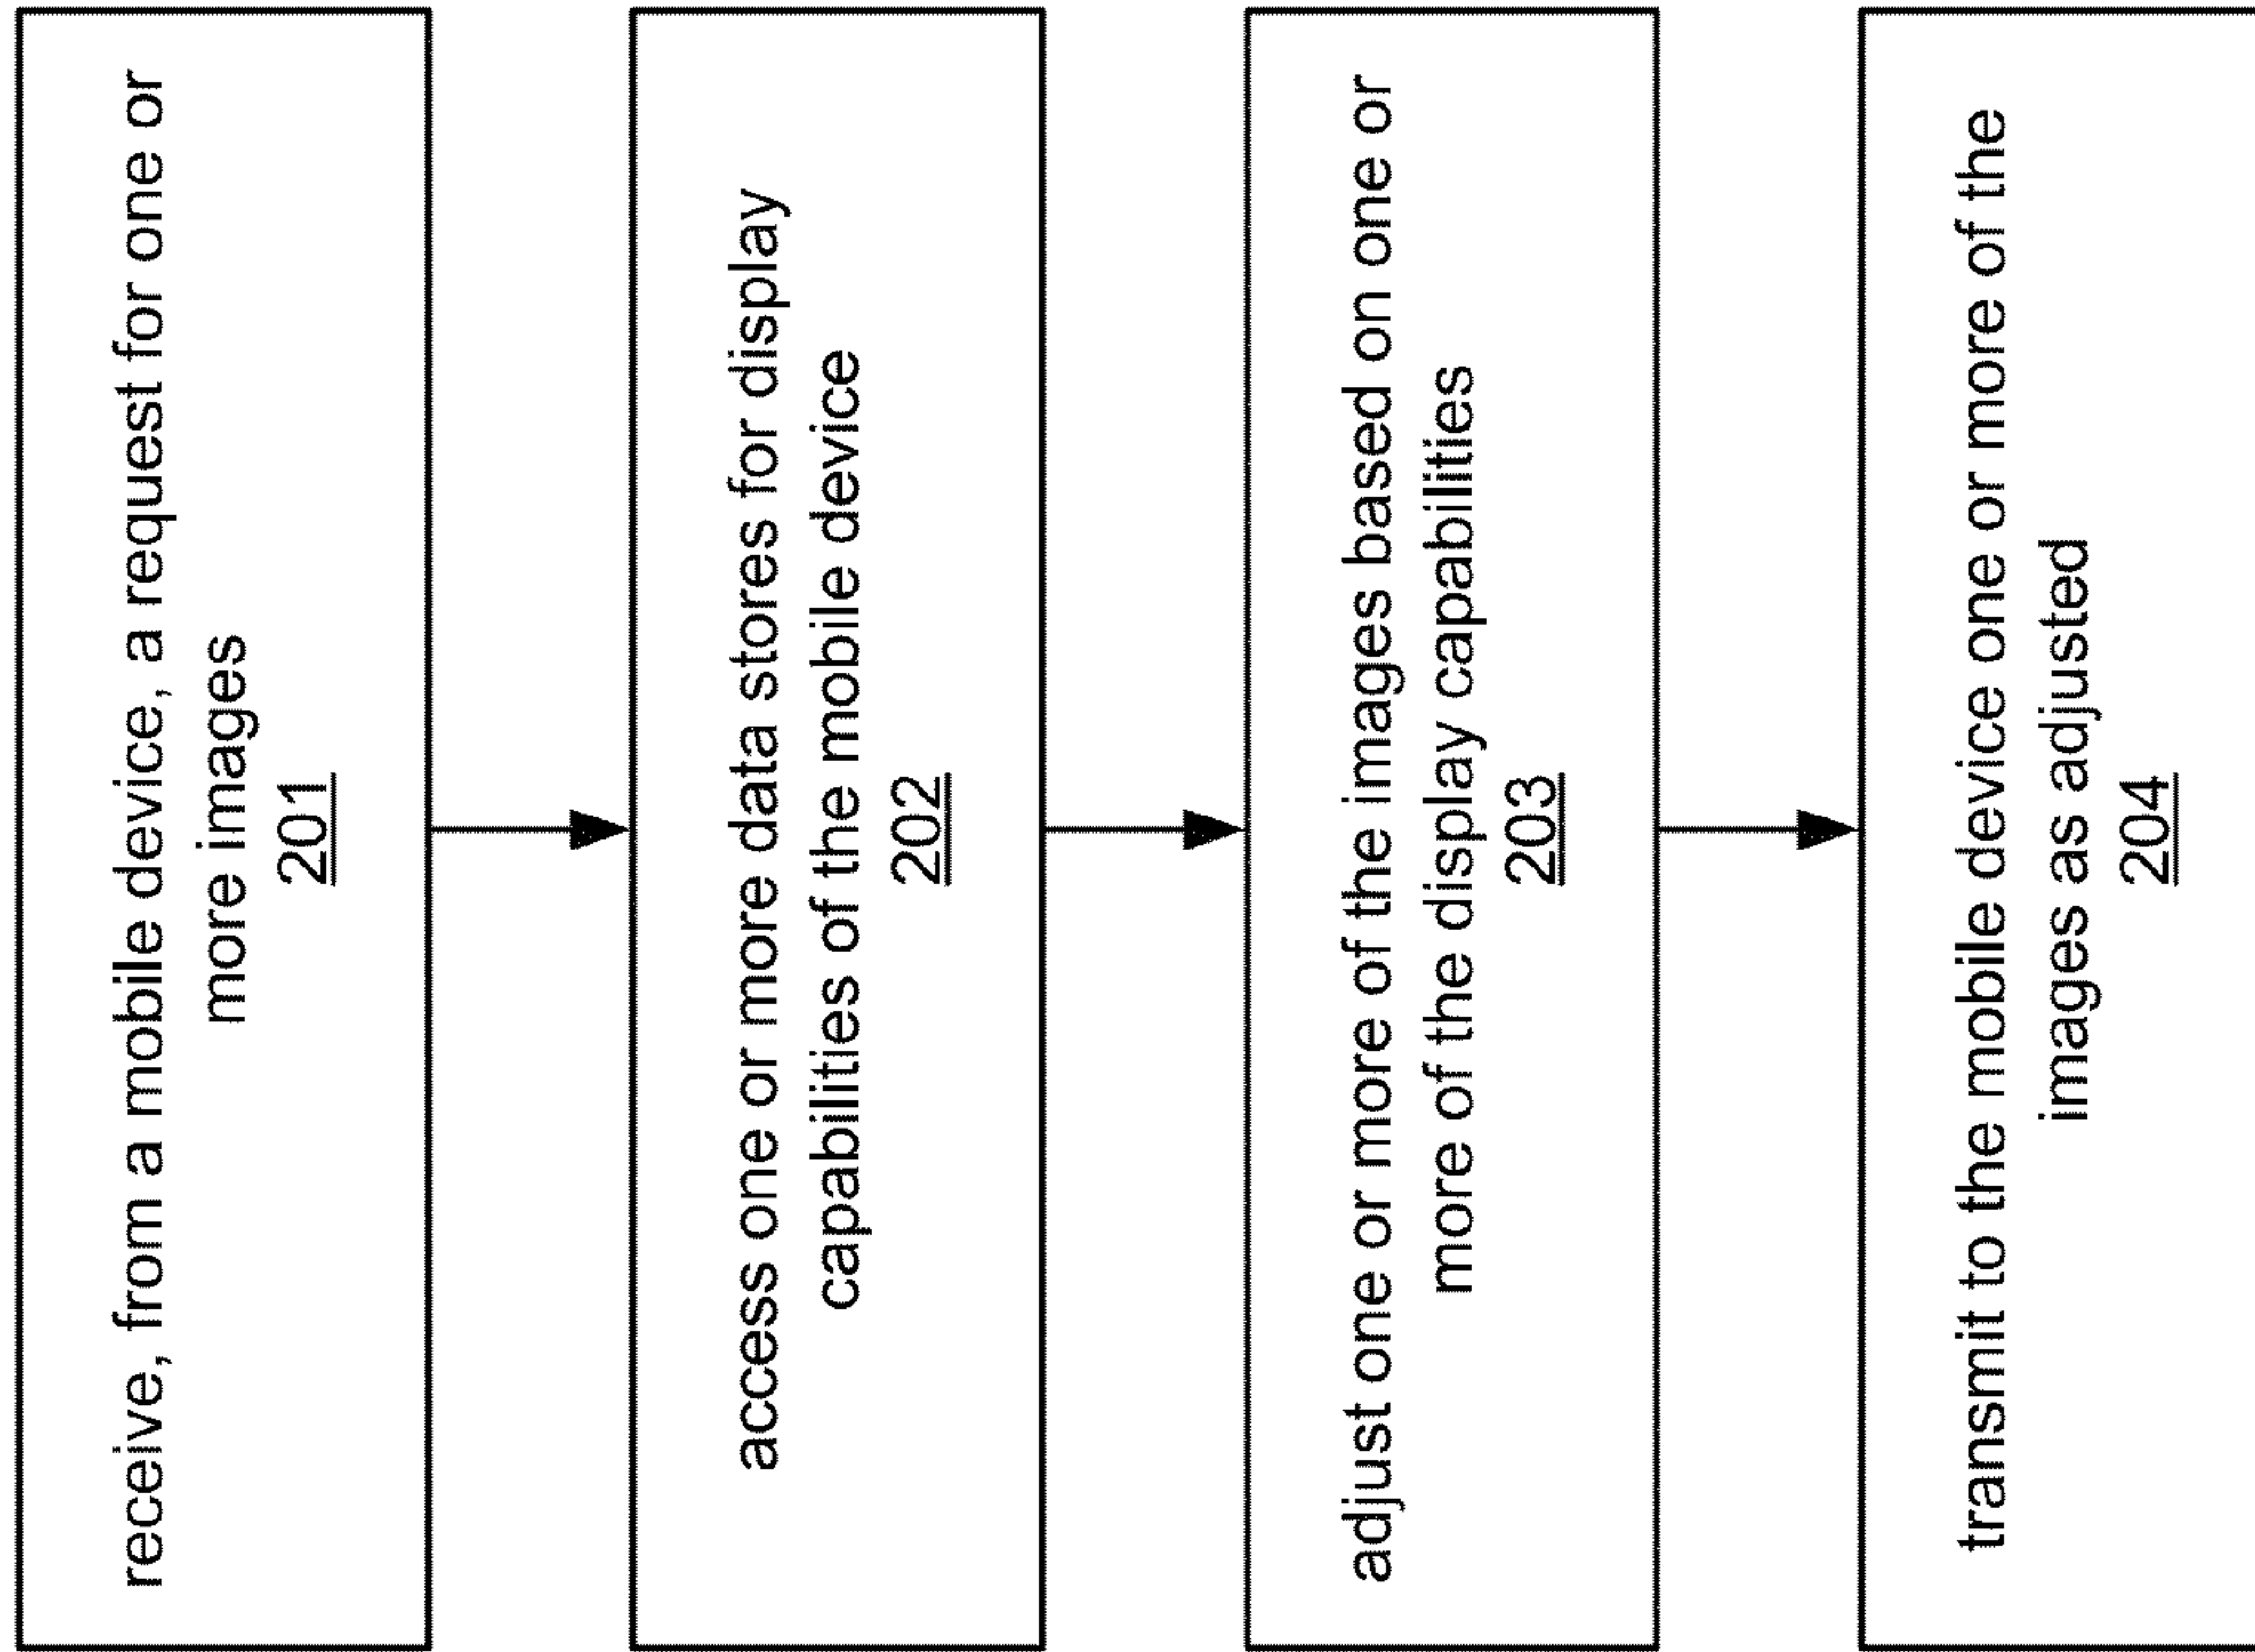 receive, from a mobile device, a request for one or
more images
201
access one or more data stores for display
capabilities of the mobile device
202
adjust one or more of the images based on one or
more of the display capabilities
203
transmit to the mobile device one or more of the
images as adjusted
204